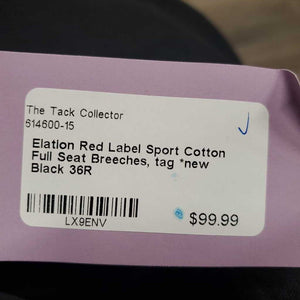 The Tack Collector
614600-15
Elation Red Label Sport Cotton
Full Seat Breeches, tag *new
Black 36R
LX9ENV
$99.99